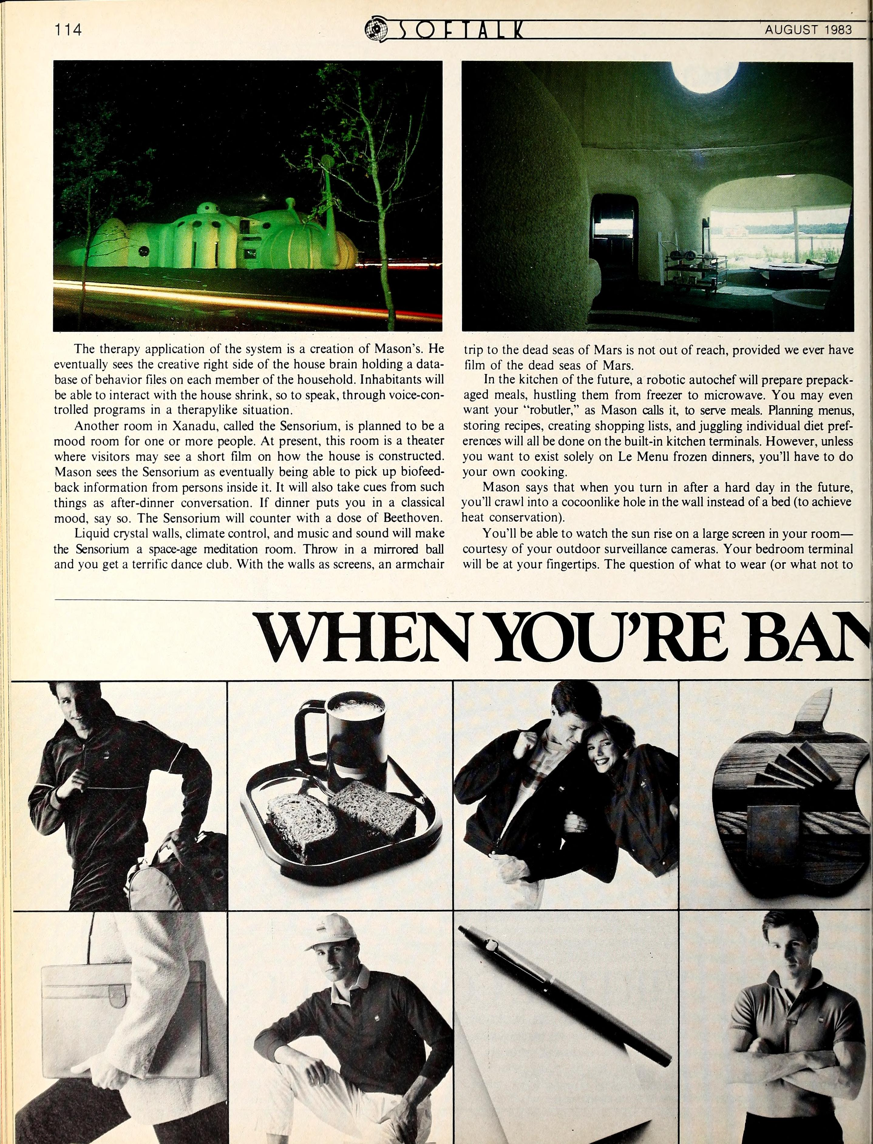 114
SOFTALK
AUGUST 1983
The therapy application of the system is a creation of Mason's. He
eventually sees the creative right side of the house brain holding a data-
base of behavior files on each member of the household. Inhabitants will
be able to interact with the house shrink, so to speak, through voice-con-
trolled programs in a therapylike situation.
Another room in Xanadu, called the Sensorium, is planned to be a
mood room for one or more people. At present, this room is a theater
where visitors may see a short film on how the house is constructed.
Mason sees the Sensorium as eventually being able to pick up biofeed-
back information from persons inside it. It will also take cues from such
things as after-dinner conversation. If dinner puts you in a classical
mood, say so. The Sensorium will counter with a dose of Beethoven.
Liquid crystal walls, climate control, and music and sound will make
the Sensorium a space-age meditation room. Throw in a mirrored ball
and you get a terrific dance club. With the walls as screens, an armchair
trip to the dead seas of Mars is not out of reach, provided we ever have
film of the dead seas of Mars.
In the kitchen of the future, a robotic autochef will prepare prepack-
aged meals, hustling them from freezer to microwave. You may even
want your "robutler," as Mason calls it, to serve meals. Planning menus,
storing recipes, creating shopping lists, and juggling individual diet pref-
erences will all be done on the built-in kitchen terminals. However, unless
you want to exist solely on Le Menu frozen dinners, you'll have to do
your own cooking.
Mason says that when you turn in after a hard day in the future,
you'll crawl into a cocoonlike hole in the wall instead of a bed (to achieve
heat conservation).
You'll be able to watch the sun rise on a large screen in your room—
courtesy of your outdoor surveillance cameras. Your bedroom terminal
will be at your fingertips. The question of what to wear (or what not to
WHEN YOU'RE BAN